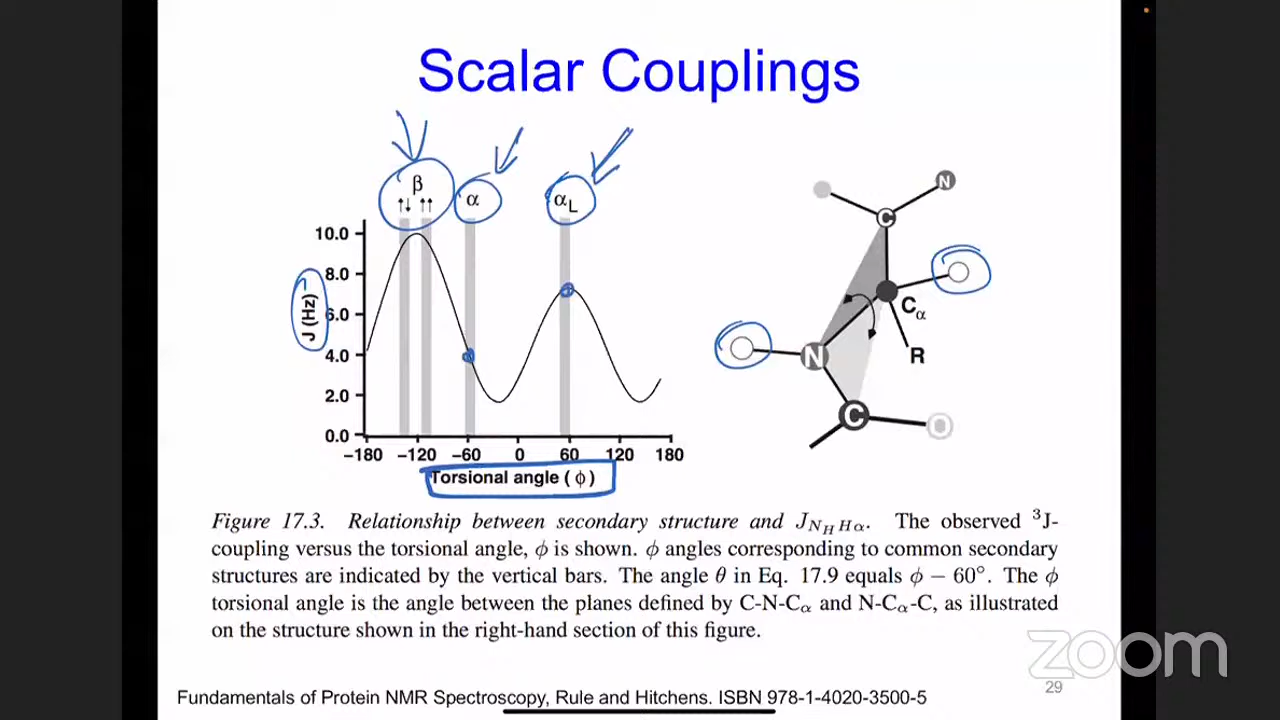 Scalar Couplings
β
↑↓ ↑↑
α
αL
10.0
8.0
6.0
4.0
2.0
0.0
J (Hz)
−180 −120 −60 0 60 120 180
Torsional angle ( ϕ )
N
C
Cα
N
R
C
O
Figure 17.3. Relationship between secondary structure and JNHHα. The observed ³J-
coupling versus the torsional angle, ϕ is shown. ϕ angles corresponding to common secondary
structures are indicated by the vertical bars. The angle θ in Eq. 17.9 equals ϕ − 60°. The ϕ
torsional angle is the angle between the planes defined by C-N-Cα and N-Cα-C, as illustrated
on the structure shown in the right-hand section of this figure.
zoom
29
Fundamentals of Protein NMR Spectroscopy, Rule and Hitchens. ISBN 978-1-4020-3500-5